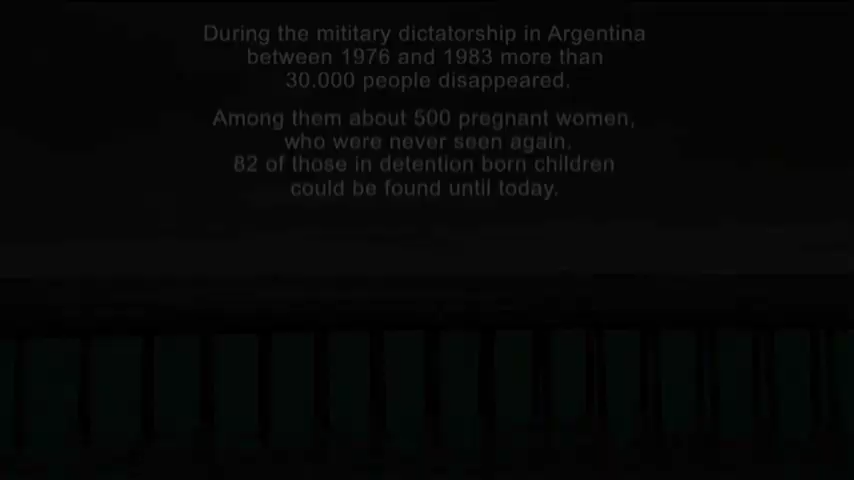 During the mititary dictatorship in Argentina
between 1976 and 1983 more than
30.000 people disappeared.
Among them about 500 pregnant women,
who were never seen again.
82 of those in detention born children
could be found until today.